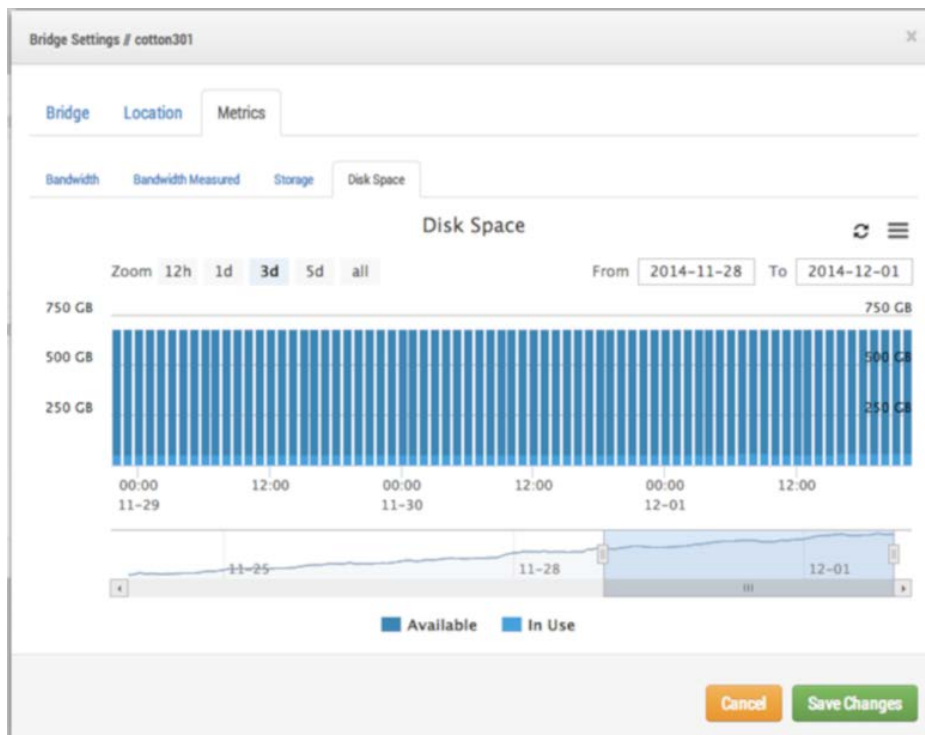 Bridge Settings // cotton301 ×
Bridge Location Metrics
Bandwidth Bandwidth Measured Storage Disk Space
Disk Space
Zoom 12h 1d 3d 5d all From 2014-11-28 To 2014-12-01
750 GB 750 GB
500 GB 500 GB
250 GB 250 GB
00:00 12:00 00:00 12:00 00:00 12:00
11-29 11-30 12-01
11-25 11-28 12-01
Available In Use
Cancel Save Changes